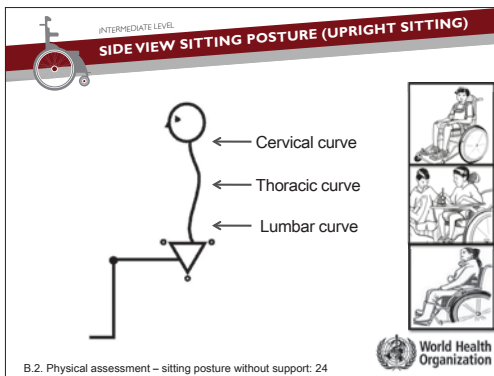 INTERMEDIATE LEVEL
SIDE VIEW SITTING POSTURE (UPRIGHT SITTING)
Cervical curve
Thoracic curve
Lumbar curve
World Health
Organization
B.2. Physical assessment – sitting posture without support: 24